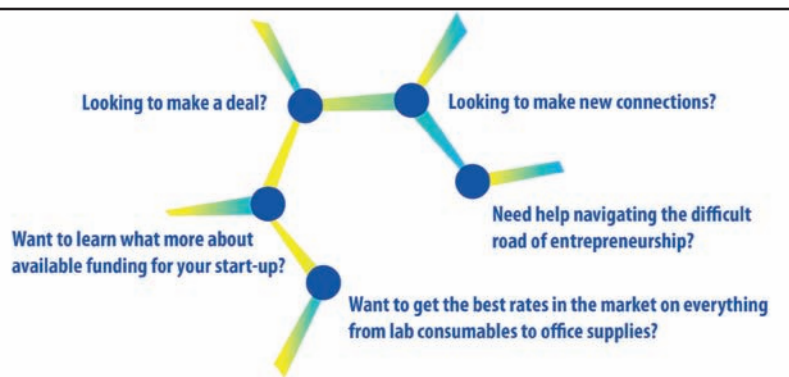 Looking to make a deal?
Looking to make new connections?
Need help navigating the difficult
road of entrepreneurship?
Want to learn what more about
available funding for your start-up?
Want to get the best rates in the market on everything
from lab consumables to office supplies?